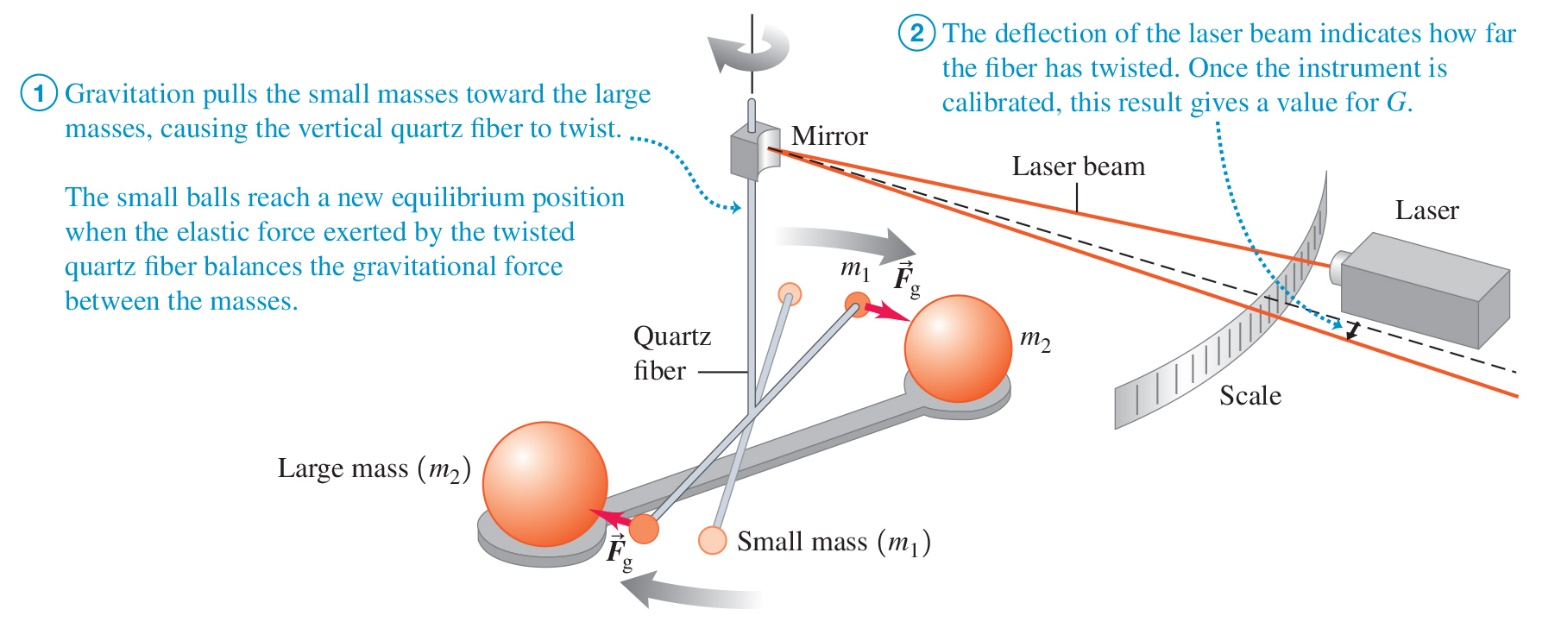 ① Gravitation pulls the small masses toward the large
masses, causing the vertical quartz fiber to twist.
The small balls reach a new equilibrium position
when the elastic force exerted by the twisted
quartz fiber balances the gravitational force
between the masses.
② The deflection of the laser beam indicates how far
the fiber has twisted. Once the instrument is
calibrated, this result gives a value for G.
Mirror
Laser beam
Laser
m₁
F⃗g
Quartz
fiber
m₂
Scale
Large mass (m₂)
F⃗g
Small mass (m₁)